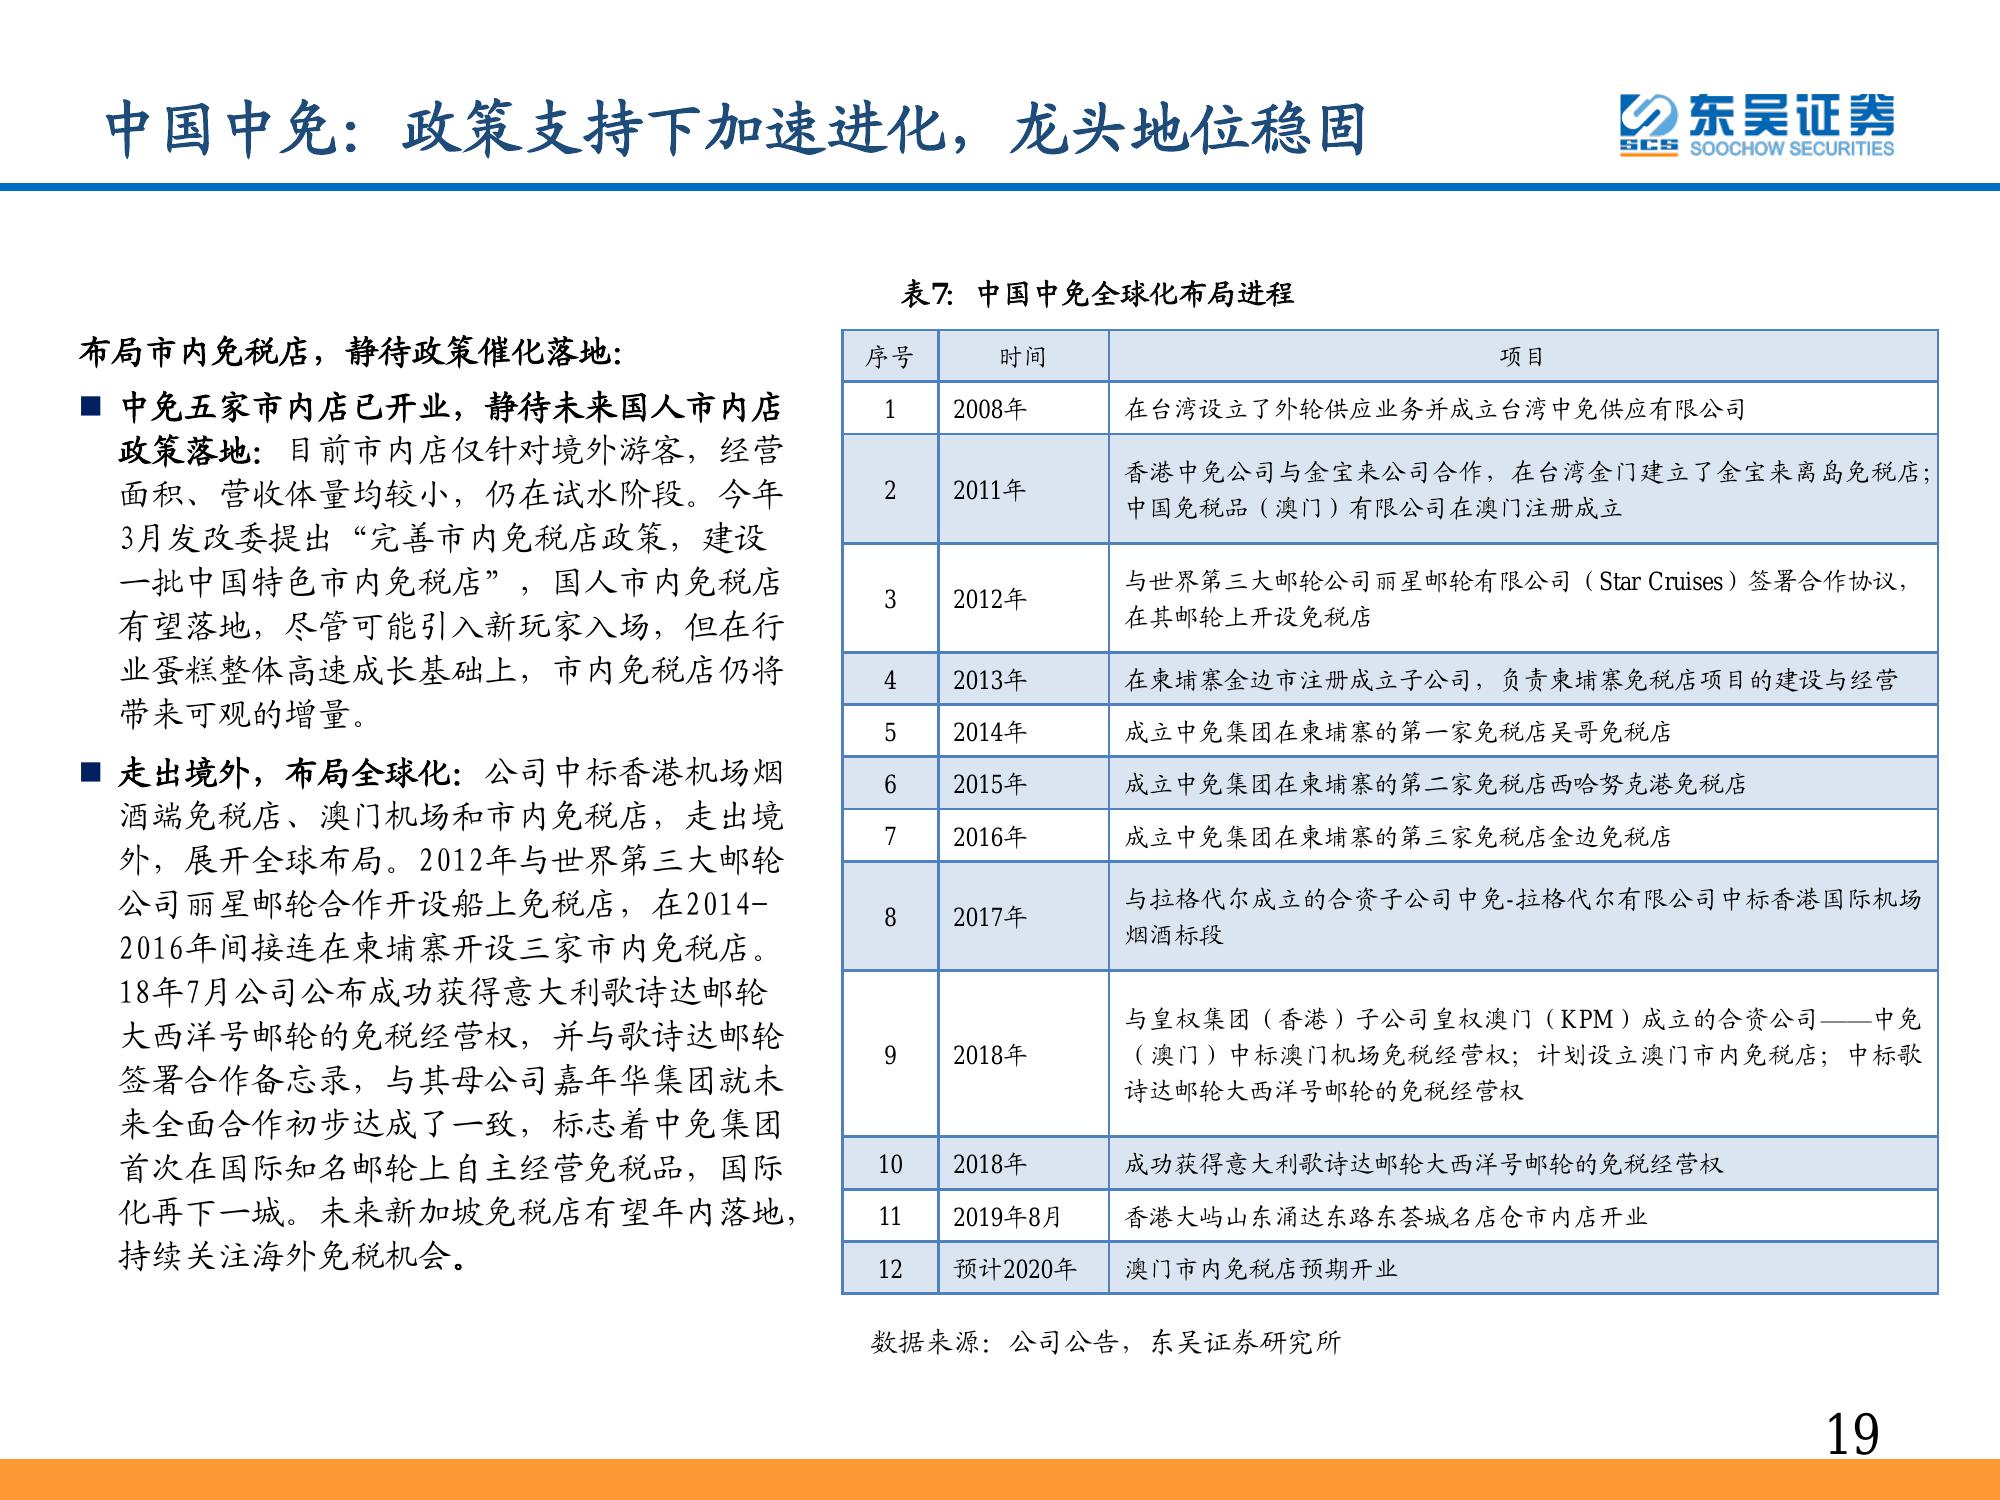 中国中免：政策支持下加速进化，龙头地位稳固
东吴证券
SCS SOOCHOW SECURITIES
布局市内免税店，静待政策催化落地：
■ 中免五家市内店已开业，静待未来国人市内店
政策落地：目前市内店仅针对境外游客，经营
面积、营收体量均较小，仍在试水阶段。今年
3月发改委提出“完善市内免税店政策，建设
一批中国特色市内免税店”，国人市内免税店
有望落地，尽管可能引入新玩家入场，但在行
业蛋糕整体高速成长基础上，市内免税店仍将
带来可观的增量。
■ 走出境外，布局全球化：公司中标香港机场烟
酒端免税店、澳门机场和市内免税店，走出境
外，展开全球布局。2012年与世界第三大邮轮
公司丽星邮轮合作开设船上免税店，在2014-
2016年间接连在柬埔寨开设三家市内免税店。
18年7月公司公布成功获得意大利歌诗达邮轮
大西洋号邮轮的免税经营权，并与歌诗达邮轮
签署合作备忘录，与其母公司嘉年华集团就未
来全面合作初步达成了一致，标志着中免集团
首次在国际知名邮轮上自主经营免税品，国际
化再下一城。未来新加坡免税店有望年内落地，
持续关注海外免税机会。
表7：中国中免全球化布局进程
序号 时间 项目
1 2008年 在台湾设立了外轮供应业务并成立台湾中免供应有限公司
2 2011年 香港中免公司与金宝来公司合作，在台湾金门建立了金宝来离岛免税店；
中国免税品（澳门）有限公司在澳门注册成立
3 2012年 与世界第三大邮轮公司丽星邮轮有限公司（Star Cruises）签署合作协议，
在其邮轮上开设免税店
4 2013年 在柬埔寨金边市注册成立子公司，负责柬埔寨免税店项目的建设与经营
5 2014年 成立中免集团在柬埔寨的第一家免税店吴哥免税店
6 2015年 成立中免集团在柬埔寨的第二家免税店西哈努克港免税店
7 2016年 成立中免集团在柬埔寨的第三家免税店金边免税店
8 2017年 与拉格代尔成立的合资子公司中免-拉格代尔有限公司中标香港国际机场
烟酒标段
9 2018年 与皇权集团（香港）子公司皇权澳门（KPM）成立的合资公司——中免
（澳门）中标澳门机场免税经营权；计划设立澳门市内免税店；中标歌
诗达邮轮大西洋号邮轮的免税经营权
10 2018年 成功获得意大利歌诗达邮轮大西洋号邮轮的免税经营权
11 2019年8月 香港大屿山东涌达东路东荟城名店仓市内店开业
12 预计2020年 澳门市内免税店预期开业
数据来源：公司公告，东吴证券研究所
19